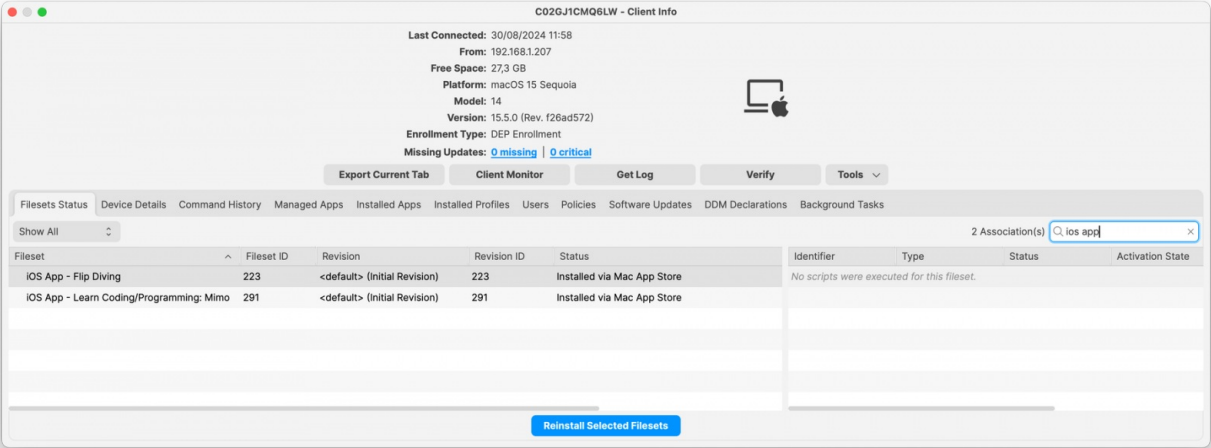 C02GJ1CMQ6LW - Client Info
Last Connected: 30/08/2024 11:58
From: 192.168.1.207
Free Space: 27,3 GB
Platform: macOS 15 Sequoia
Model: 14
Version: 15.5.0 (Rev. f26ad572)
Enrollment Type: DEP Enrollment
Missing Updates: 0 missing | 0 critical
Export Current Tab Client Monitor Get Log Verify Tools
Filesets Status Device Details Command History Managed Apps Installed Apps Installed Profiles Users Policies Software Updates DDM Declarations Background Tasks
Show All 2 Association(s) ios app
Fileset Fileset ID Revision Revision ID Status Identifier Type Status Activation State
iOS App - Flip Diving 223 <default> (Initial Revision) 223 Installed via Mac App Store No scripts were executed for this fileset.
iOS App - Learn Coding/Programming: Mimo 291 <default> (Initial Revision) 291 Installed via Mac App Store
Reinstall Selected Filesets